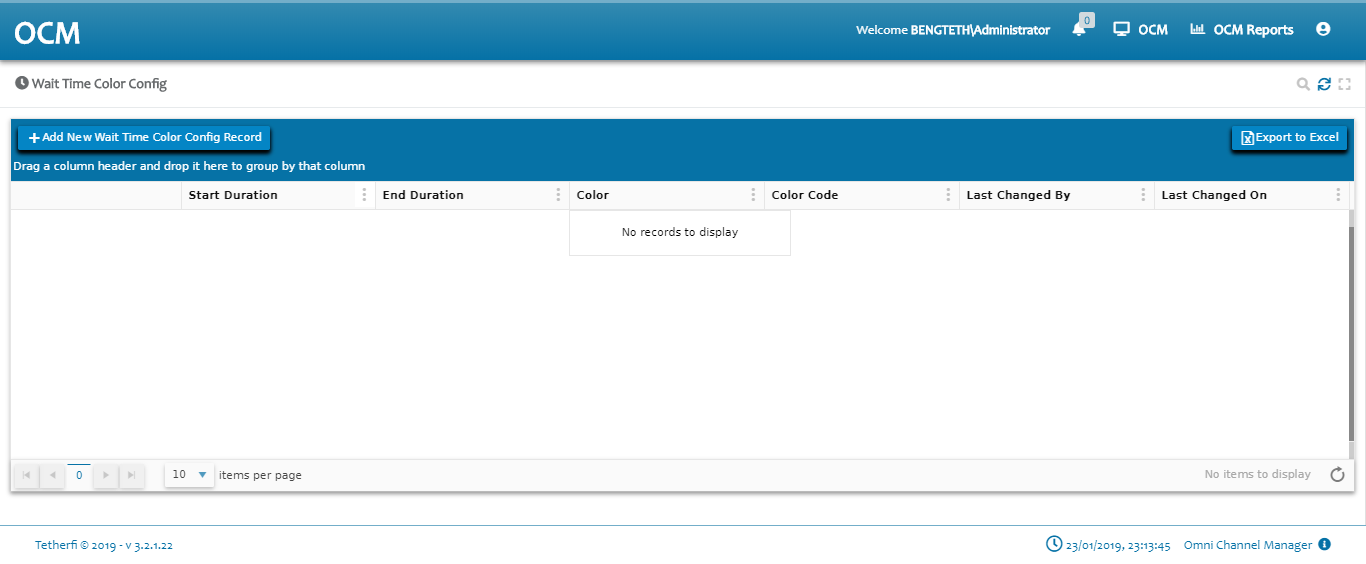 OCM
Welcome BENGTETH\Administrator 0 OCM OCM Reports
Wait Time Color Config
Add New Wait Time Color Config Record Export to Excel
Drag a column header and drop it here to group by that column
Start Duration End Duration Color Color Code Last Changed By Last Changed On
No records to display
0 10 items per page No items to display
Tetherfi © 2019 - v 3.2.1.22 23/01/2019, 23:13:45 Omni Channel Manager